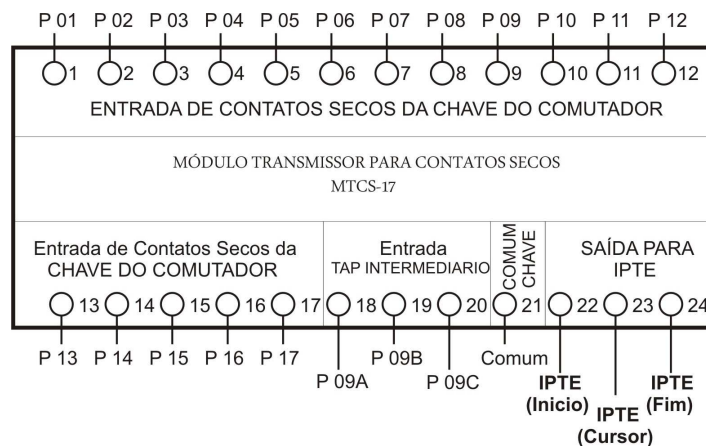 P 01 P 02 P 03 P 04 P 05 P 06 P 07 P 08 P 09 P 10 P 11 P 12
1 2 3 4 5 6 7 8 9 10 11 12
ENTRADA DE CONTATOS SECOS DA CHAVE DO COMUTADOR
MÓDULO TRANSMISSOR PARA CONTATOS SECOS
MTCS-17
Entrada de Contatos Secos da
CHAVE DO COMUTADOR
Entrada
TAP INTERMEDIARIO
COMUM
CHAVE
SAÍDA PARA
IPTE
13 14 15 16 17 18 19 20 21 22 23 24
P 13 P 14 P 15 P 16 P 17
P 09A
P 09B
P 09C
Comum
IPTE
(Inicio)
IPTE
(Cursor)
IPTE
(Fim)